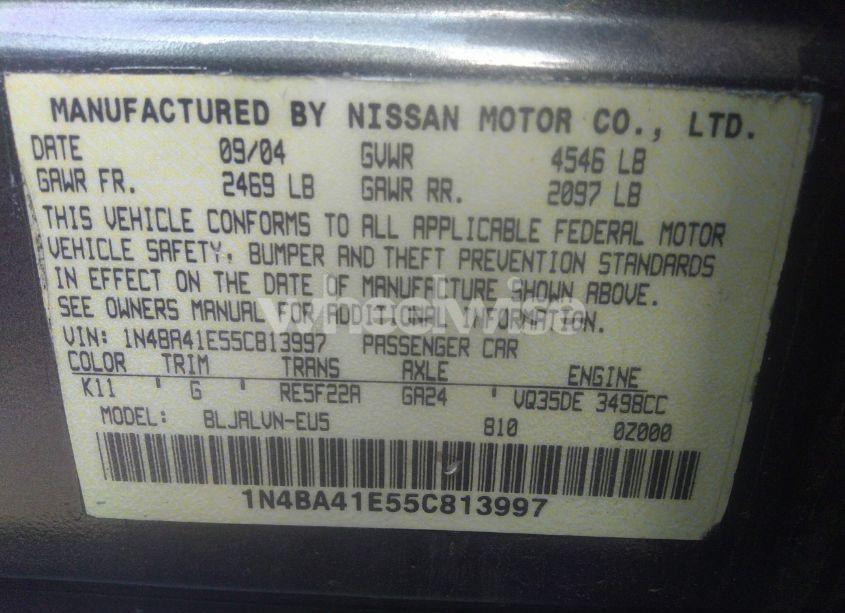 MANUFACTURED BY NISSAN MOTOR CO., LTD.
DATE 09/04 GVWR 4546 LB
GAWR FR. 2469 LB GAWR RR. 2097 LB
THIS VEHICLE CONFORMS TO ALL APPLICABLE FEDERAL MOTOR
VEHICLE SAFETY, BUMPER AND THEFT PREVENTION STANDARDS
IN EFFECT ON THE DATE OF MANUFACTURE SHOWN ABOVE.
SEE OWNERS MANUAL FOR ADDITIONAL INFORMATION.
wheelwise
VIN: 1N4BA41E55C813997 PASSENGER CAR
COLOR TRIM TRANS AXLE ENGINE
K11 ' G ' RE5F22A GA24 ' VQ35DE 3498CC
MODEL: BLJALVN-EU5 810 0Z000
1N4BA41E55C813997